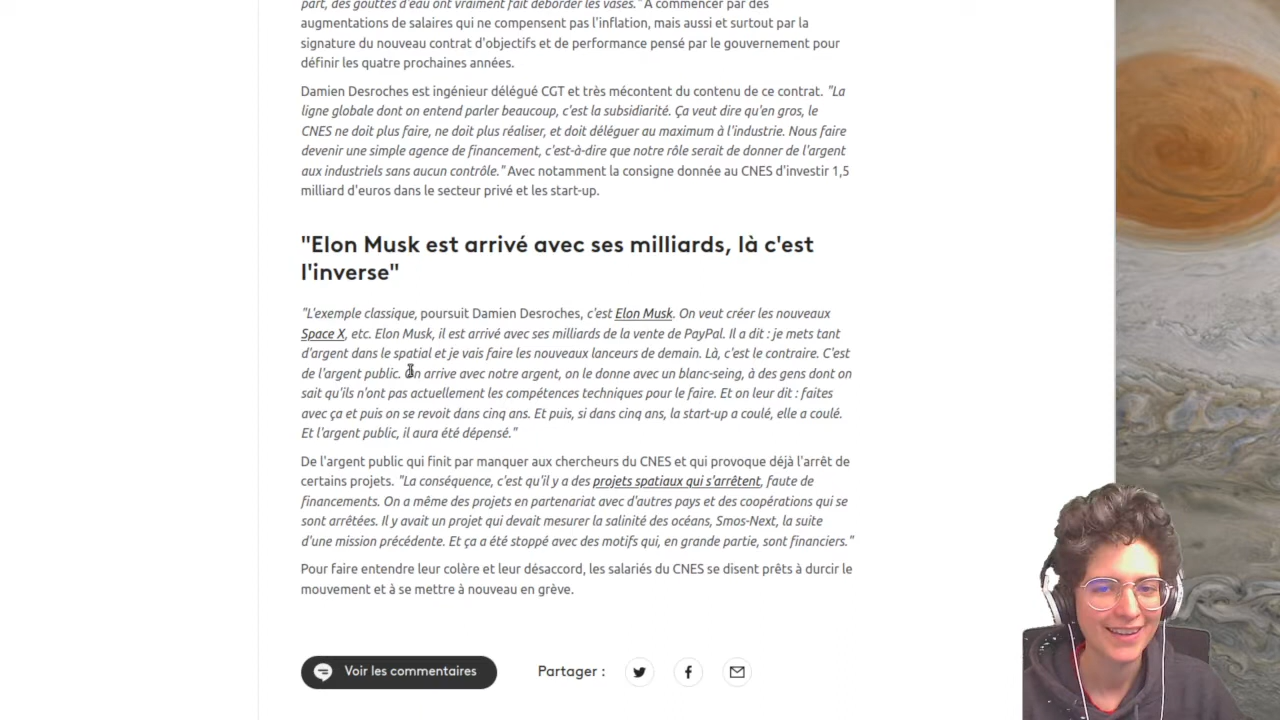 part, des gouttes d'eau ont vraiment fait déborder les vases." À commencer par des
augmentations de salaires qui ne compensent pas l'inflation, mais aussi et surtout par la
signature du nouveau contrat d'objectifs et de performance pensé par le gouvernement pour
définir les quatre prochaines années.
Damien Desroches est ingénieur délégué CGT et très mécontent du contenu de ce contrat. "La
ligne globale dont on entend parler beaucoup, c'est la subsidiarité. Ça veut dire qu'en gros, le
CNES ne doit plus faire, ne doit plus réaliser, et doit déléguer au maximum à l'industrie. Nous faire
devenir une simple agence de financement, c'est-à-dire que notre rôle serait de donner de l'argent
aux industriels sans aucun contrôle." Avec notamment la consigne donnée au CNES d'investir 1,5
milliard d'euros dans le secteur privé et les start-up.
"Elon Musk est arrivé avec ses milliards, là c'est
l'inverse"
"L'exemple classique, poursuit Damien Desroches, c'est Elon Musk. On veut créer les nouveaux
Space X, etc. Elon Musk, il est arrivé avec ses milliards de la vente de PayPal. Il a dit : je mets tant
d'argent dans le spatial et je vais faire les nouveaux lanceurs de demain. Là, c'est le contraire. C'est
de l'argent public. On arrive avec notre argent, on le donne avec un blanc-seing, à des gens dont on
sait qu'ils n'ont pas actuellement les compétences techniques pour le faire. Et on leur dit : faites
avec ça et puis on se revoit dans cinq ans. Et puis, si dans cinq ans, la start-up a coulé, elle a coulé.
Et l'argent public, il aura été dépensé."
De l'argent public qui finit par manquer aux chercheurs du CNES et qui provoque déjà l'arrêt de
certains projets. "La conséquence, c'est qu'il y a des projets spatiaux qui s'arrêtent, faute de
financements. On a même des projets en partenariat avec d'autres pays et des coopérations qui se
sont arrêtées. Il y avait un projet qui devait mesurer la salinité des océans, Smos-Next, la suite
d'une mission précédente. Et ça a été stoppé avec des motifs qui, en grande partie, sont financiers."
Pour faire entendre leur colère et leur désaccord, les salariés du CNES se disent prêts à durcir le
mouvement et à se mettre à nouveau en grève.
Voir les commentaires
Partager :